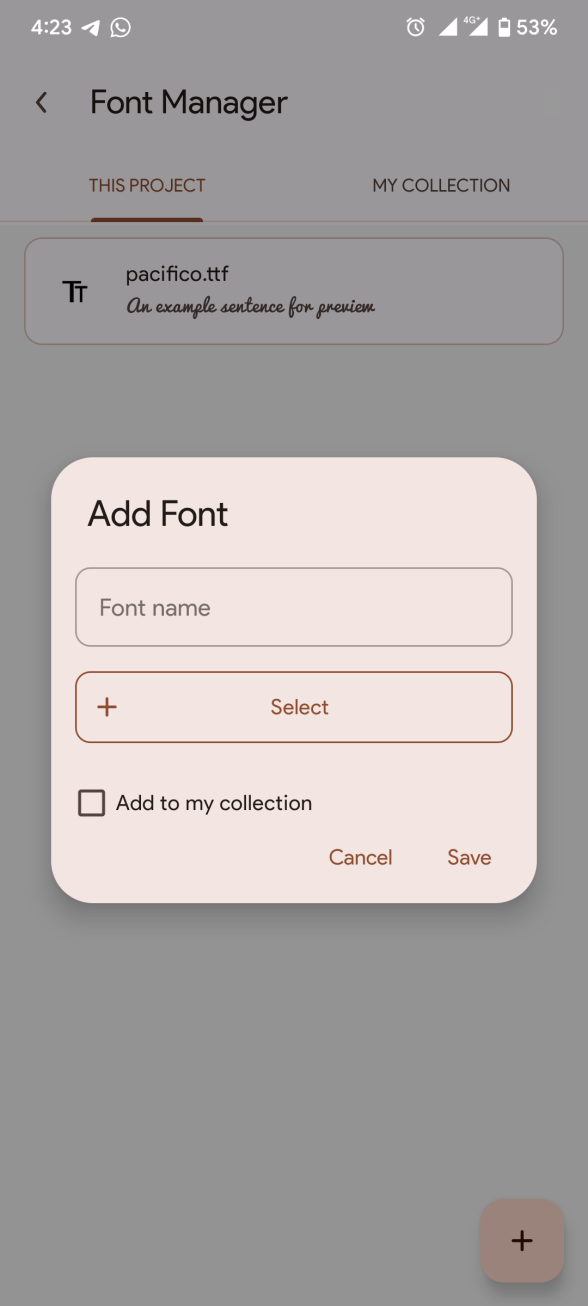 4:23
4G+
53%
Font Manager
THIS PROJECT
MY COLLECTION
TT
pacifico.ttf
An example sentence for preview
Add Font
Font name
Select
Add to my collection
Cancel
Save